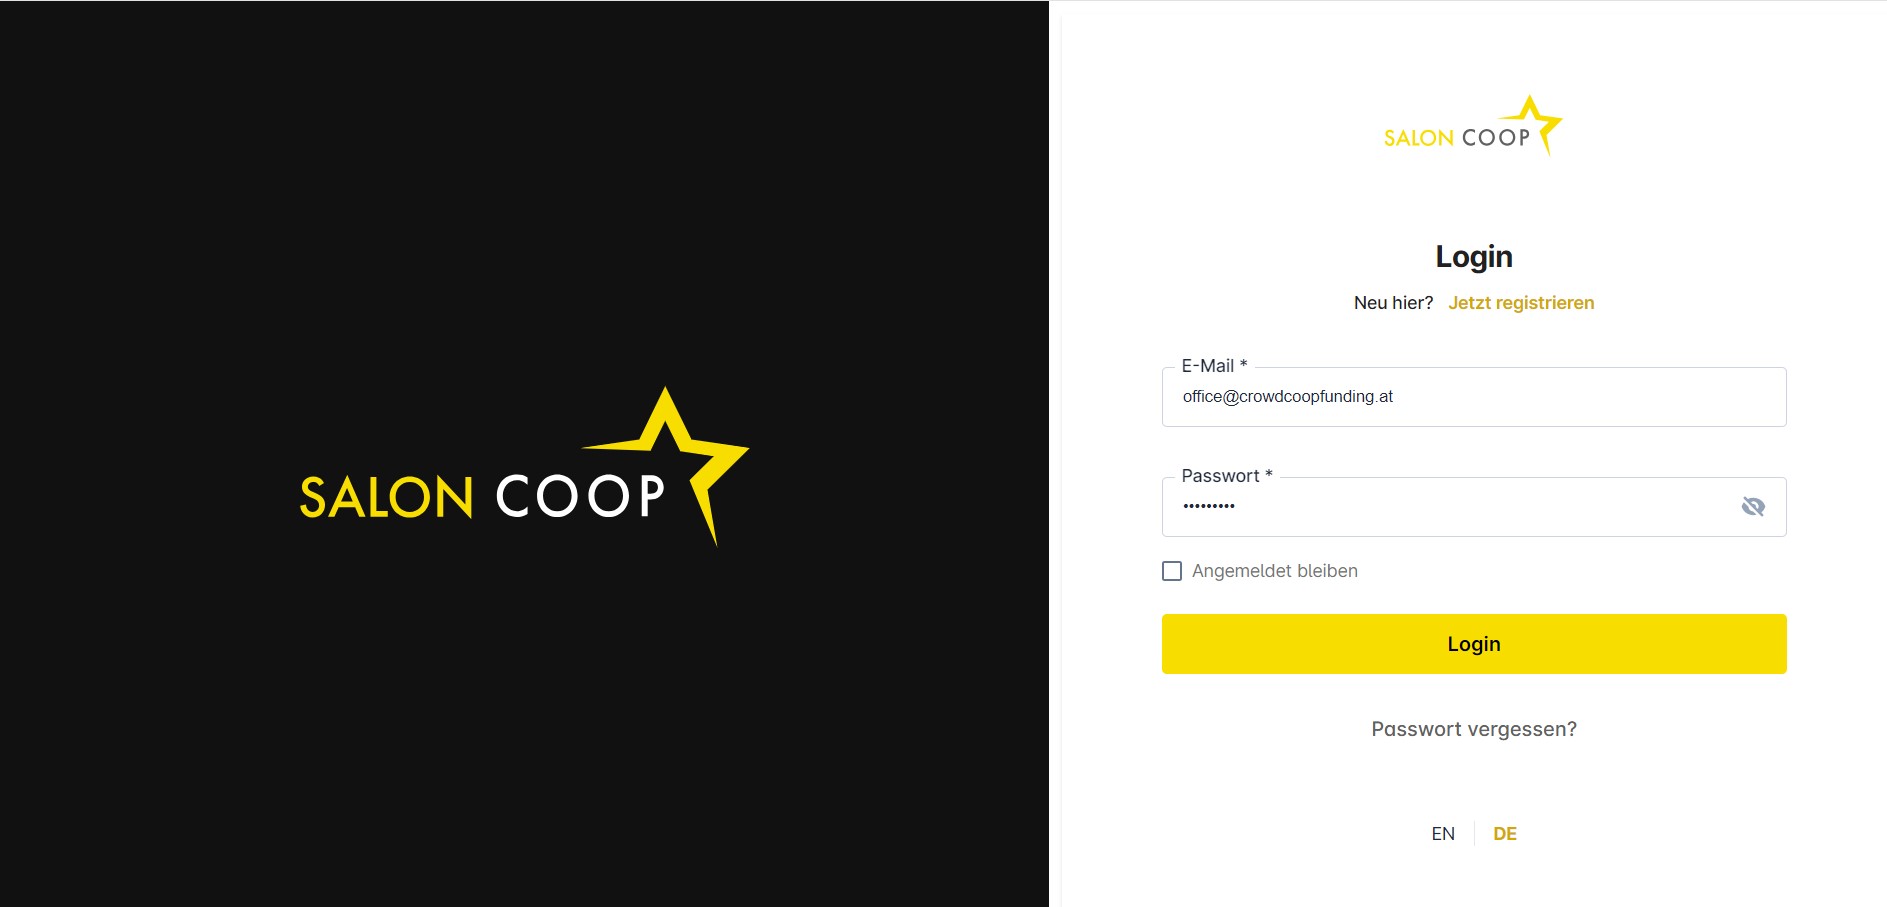 SALON COOP
SALON COOP
Login
Neu hier? Jetzt registrieren
E-Mail *
office@crowdcoopfunding.at
Passwort *
•••••••••
Angemeldet bleiben
Login
Passwort vergessen?
EN DE